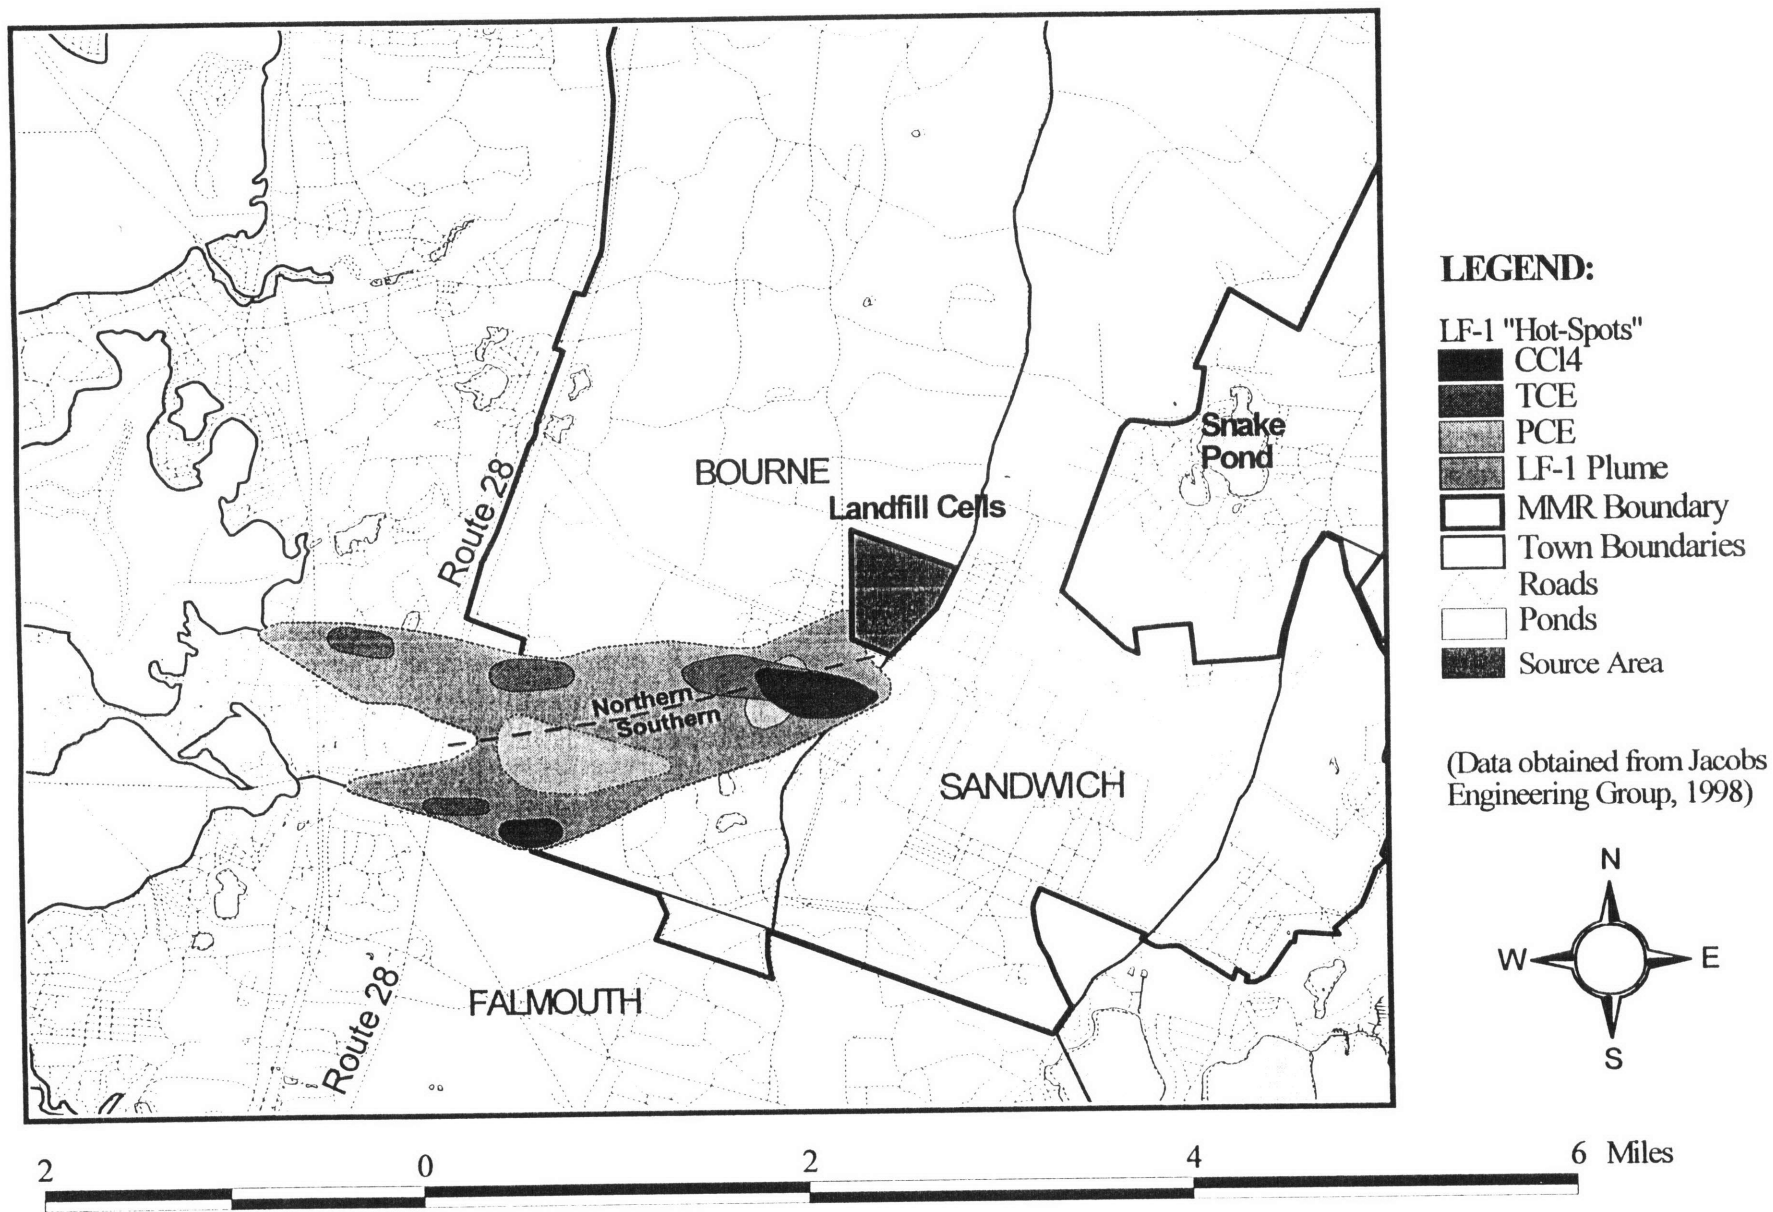 BOURNE
Landfill Cells
Snake
Pond
Route 28
Northern
Southern
SANDWICH
FALMOUTH
Route 28
LEGEND:
LF-1 "Hot-Spots"
CCl4
TCE
PCE
LF-1 Plume
MMR Boundary
Town Boundaries
Roads
Ponds
Source Area
(Data obtained from Jacobs
Engineering Group, 1998)
N
W
E
S
2 0 2 4 6 Miles